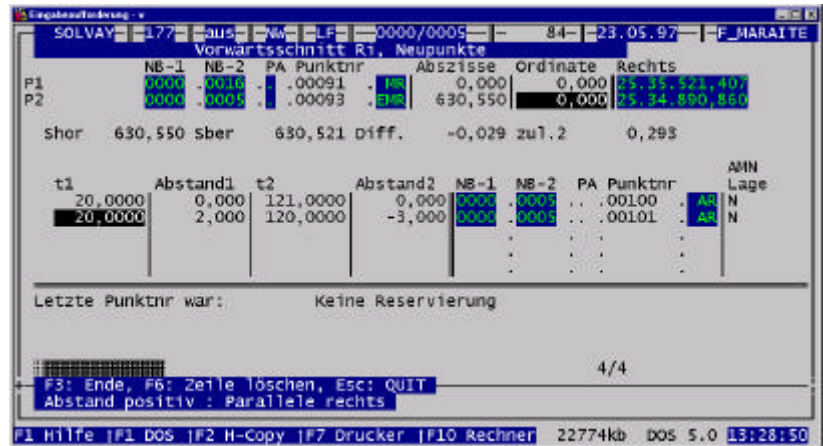 Eingabeaufforderung - v
SOLVAY 177 aus NW LF 0000/0005 - 84 23.05.97 F_MARAITE
Vorwärtsschnitt Ri, Neupunkte
NB-1 NB-2 PA Punktnr Abszisse Ordinate Rechts
P1 0000 .0016 . .00091 . MR 0,000 0,000 25.35.521,407
P2 0000 .0005 . .00093 .EMR 630,550 0,000 25.34.890,860
Shor 630,550 Sber 630,521 Diff. -0,029 zul.2 0,293
AMN
t1 Abstand1 t2 Abstand2 NB-1 NB-2 PA Punktnr Lage
20,0000 0,000 121,0000 0,000 0000 .0005 .. .00100 . AR N
20,0000 2,000 120,0000 -3,000 0000 .0005 .. .00101 . AR N
Letzte Punktnr war: Keine Reservierung
4/4
F3: Ende, F6: Zeile löschen, Esc: QUIT
Abstand positiv : Parallele rechts
F1 Hilfe ↑F1 DOS ↑F2 H-Copy ↑F7 Drucker ↑F10 Rechner 22774kb DOS 5.0 13:28:50